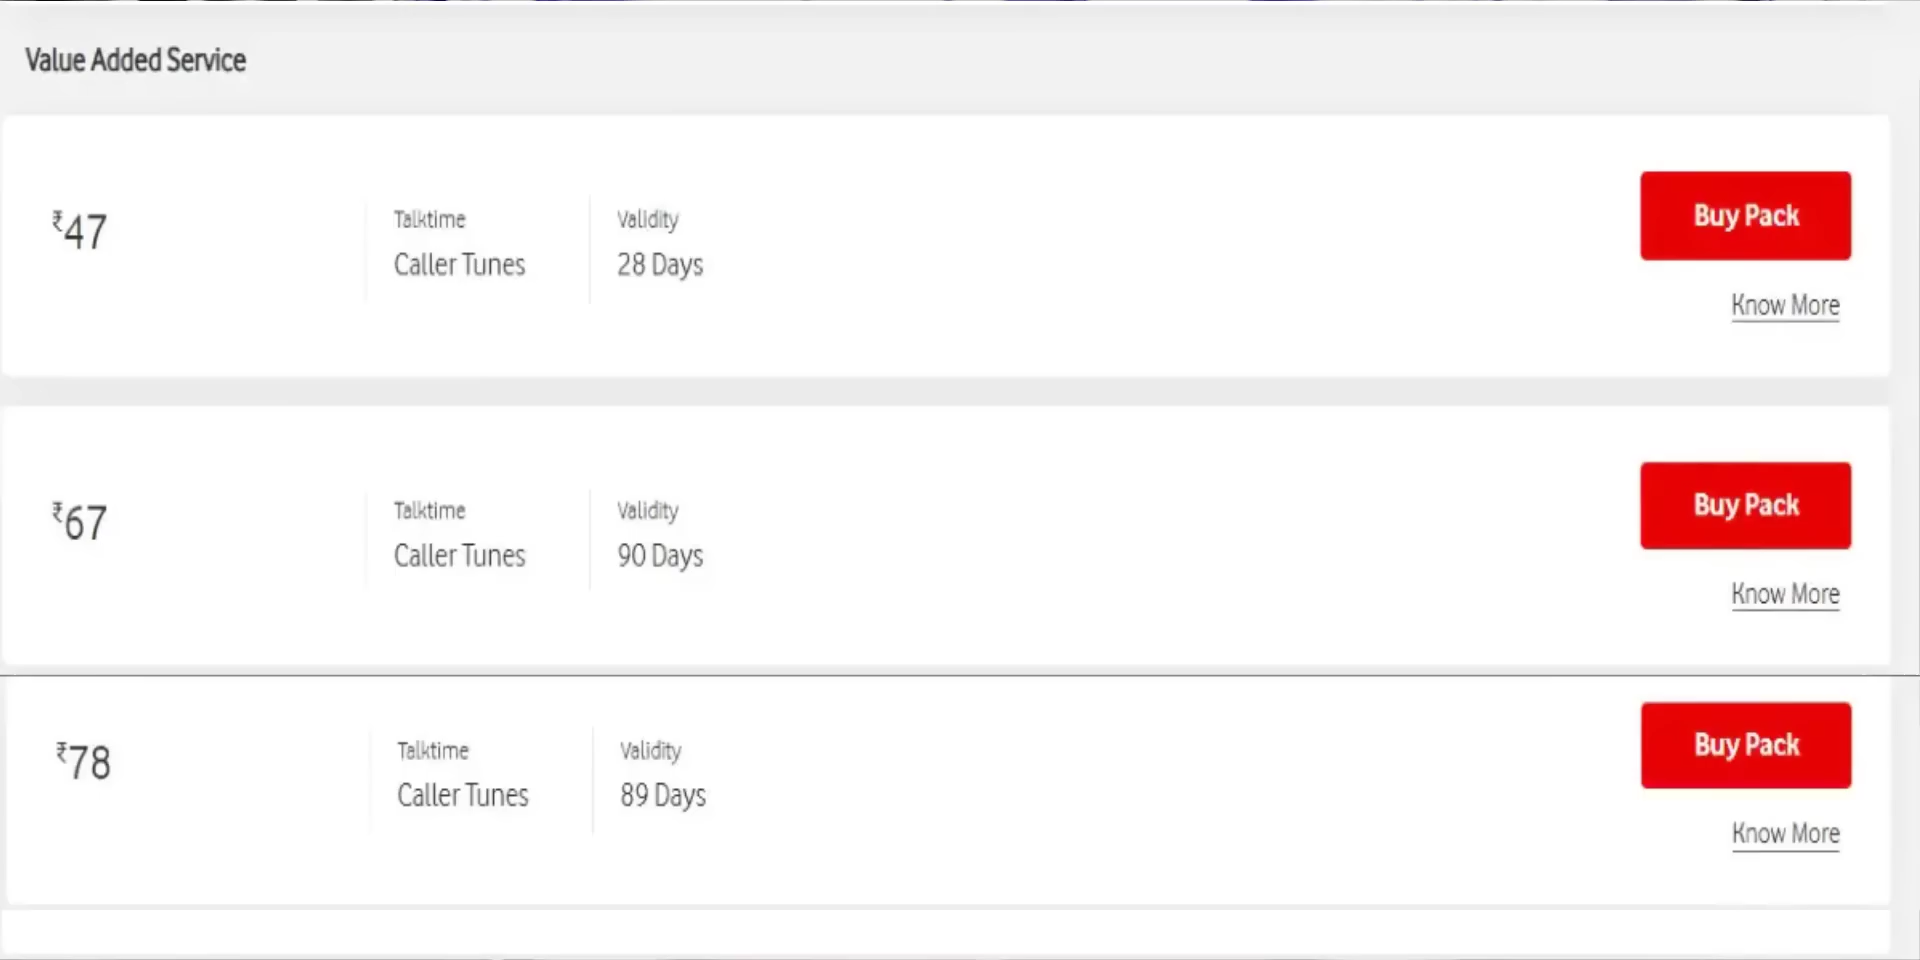 Value Added Service
₹47
Talktime
Caller Tunes
Validity
28 Days
Buy Pack
Know More
₹67
Talktime
Caller Tunes
Validity
90 Days
Buy Pack
Know More
₹78
Talktime
Caller Tunes
Validity
89 Days
Buy Pack
Know More